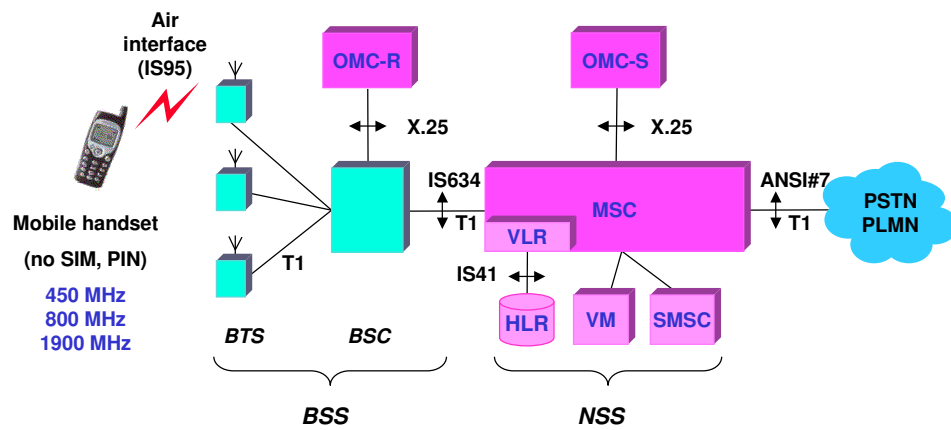 Air
interface
(IS95)
OMC-R
OMC-S
X.25
X.25
IS634
T1
MSC
ANSI#7
T1
PSTN
PLMN
VLR
Mobile handset
(no SIM, PIN)
450 MHz
800 MHz
1900 MHz
T1
IS41
HLR
VM
SMSC
BTS
BSC
BSS
NSS